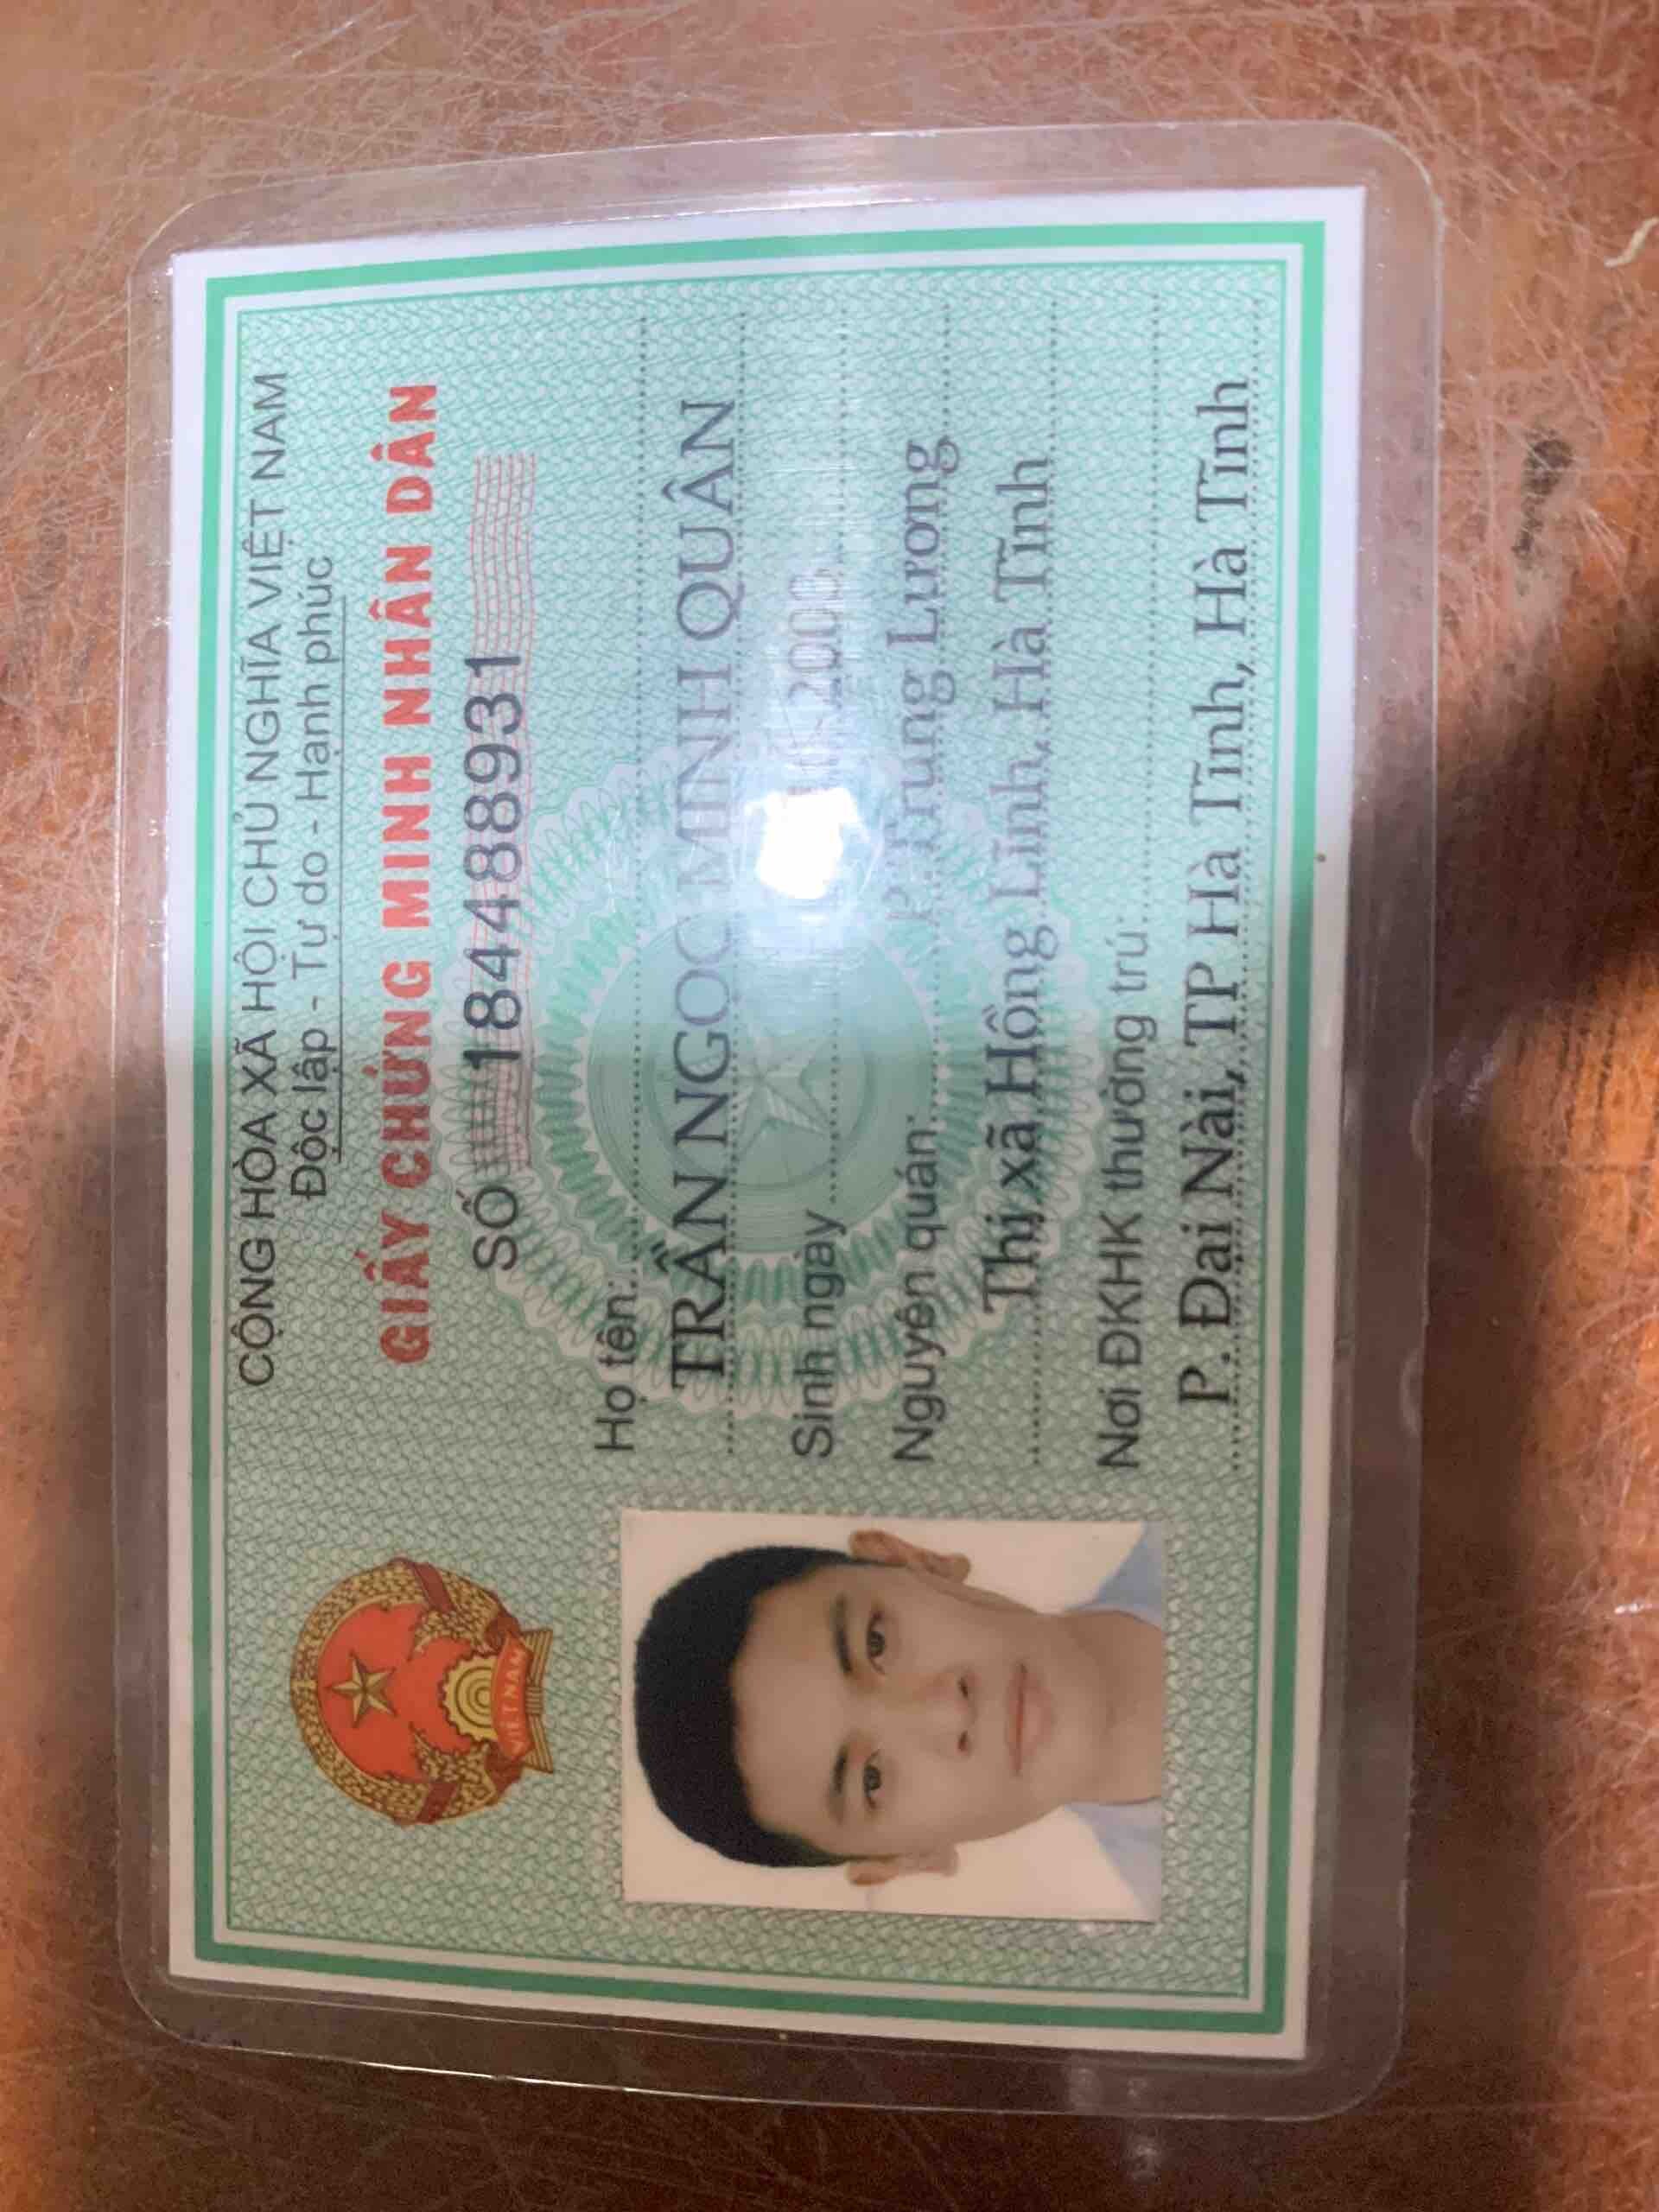 CỘNG HÒA XÃ HỘI CHỦ NGHĨA VIỆT NAM
Độc lập - Tự do - Hạnh phúc
GIẤY CHỨNG MINH NHÂN DÂN
SỐ 184488931
Họ tên:
TRẦN NGỌC MINH QUÂN
Sinh ngày
Nguyên quán: P. Trung Lương
Thị xã Hồng Lĩnh, Hà Tĩnh
Nơi ĐKHK thường trú:
P. Đại Nài, TP Hà Tĩnh, Hà Tĩnh
VIỆT NAM